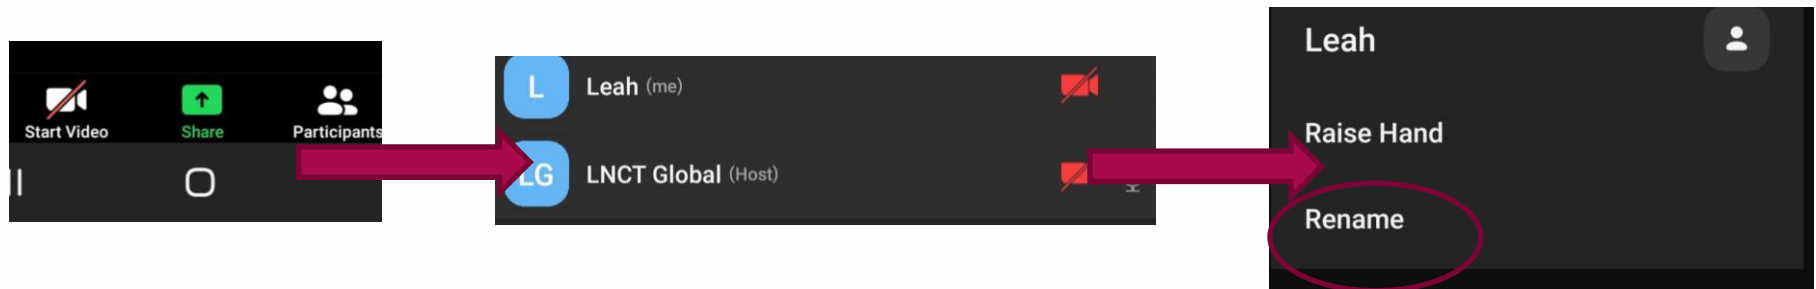 Start Video Share Participants
L Leah (me)
LG LNCT Global (Host)
Leah
Raise Hand
Rename